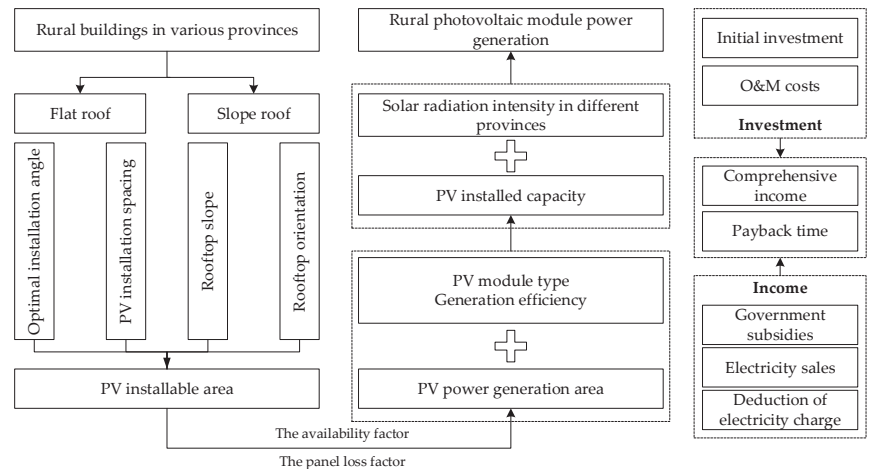 Rural buildings in various provinces
Flat roof
Slope roof
Optimal installation angle
PV installation spacing
Rooftop slope
Rooftop orientation
PV installable area
The availability factor
The panel loss factor
Rural photovoltaic module power
generation
Solar radiation intensity in different
provinces
PV installed capacity
PV module type
Generation efficiency
PV power generation area
Initial investment
O&M costs
Investment
Comprehensive
income
Payback time
Income
Government
subsidies
Electricity sales
Deduction of
electricity charge